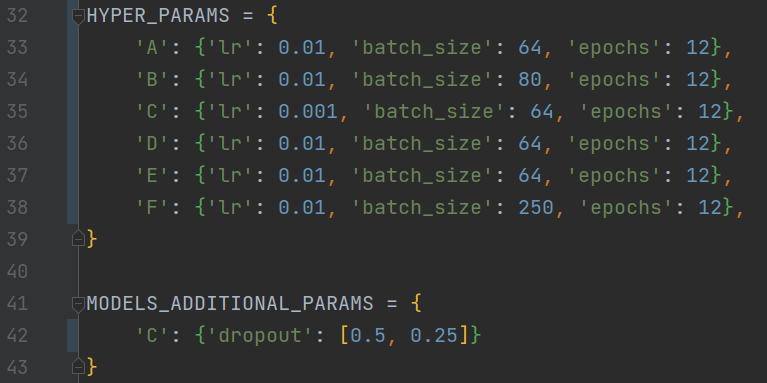 32 HYPER_PARAMS = {
33 'A': {'lr': 0.01, 'batch_size': 64, 'epochs': 12},
34 'B': {'lr': 0.01, 'batch_size': 80, 'epochs': 12},
35 'C': {'lr': 0.001, 'batch_size': 64, 'epochs': 12},
36 'D': {'lr': 0.01, 'batch_size': 64, 'epochs': 12},
37 'E': {'lr': 0.01, 'batch_size': 64, 'epochs': 12},
38 'F': {'lr': 0.01, 'batch_size': 250, 'epochs': 12},
39 }
40
41 MODELS_ADDITIONAL_PARAMS = {
42 'C': {'dropout': [0.5, 0.25]}
43 }